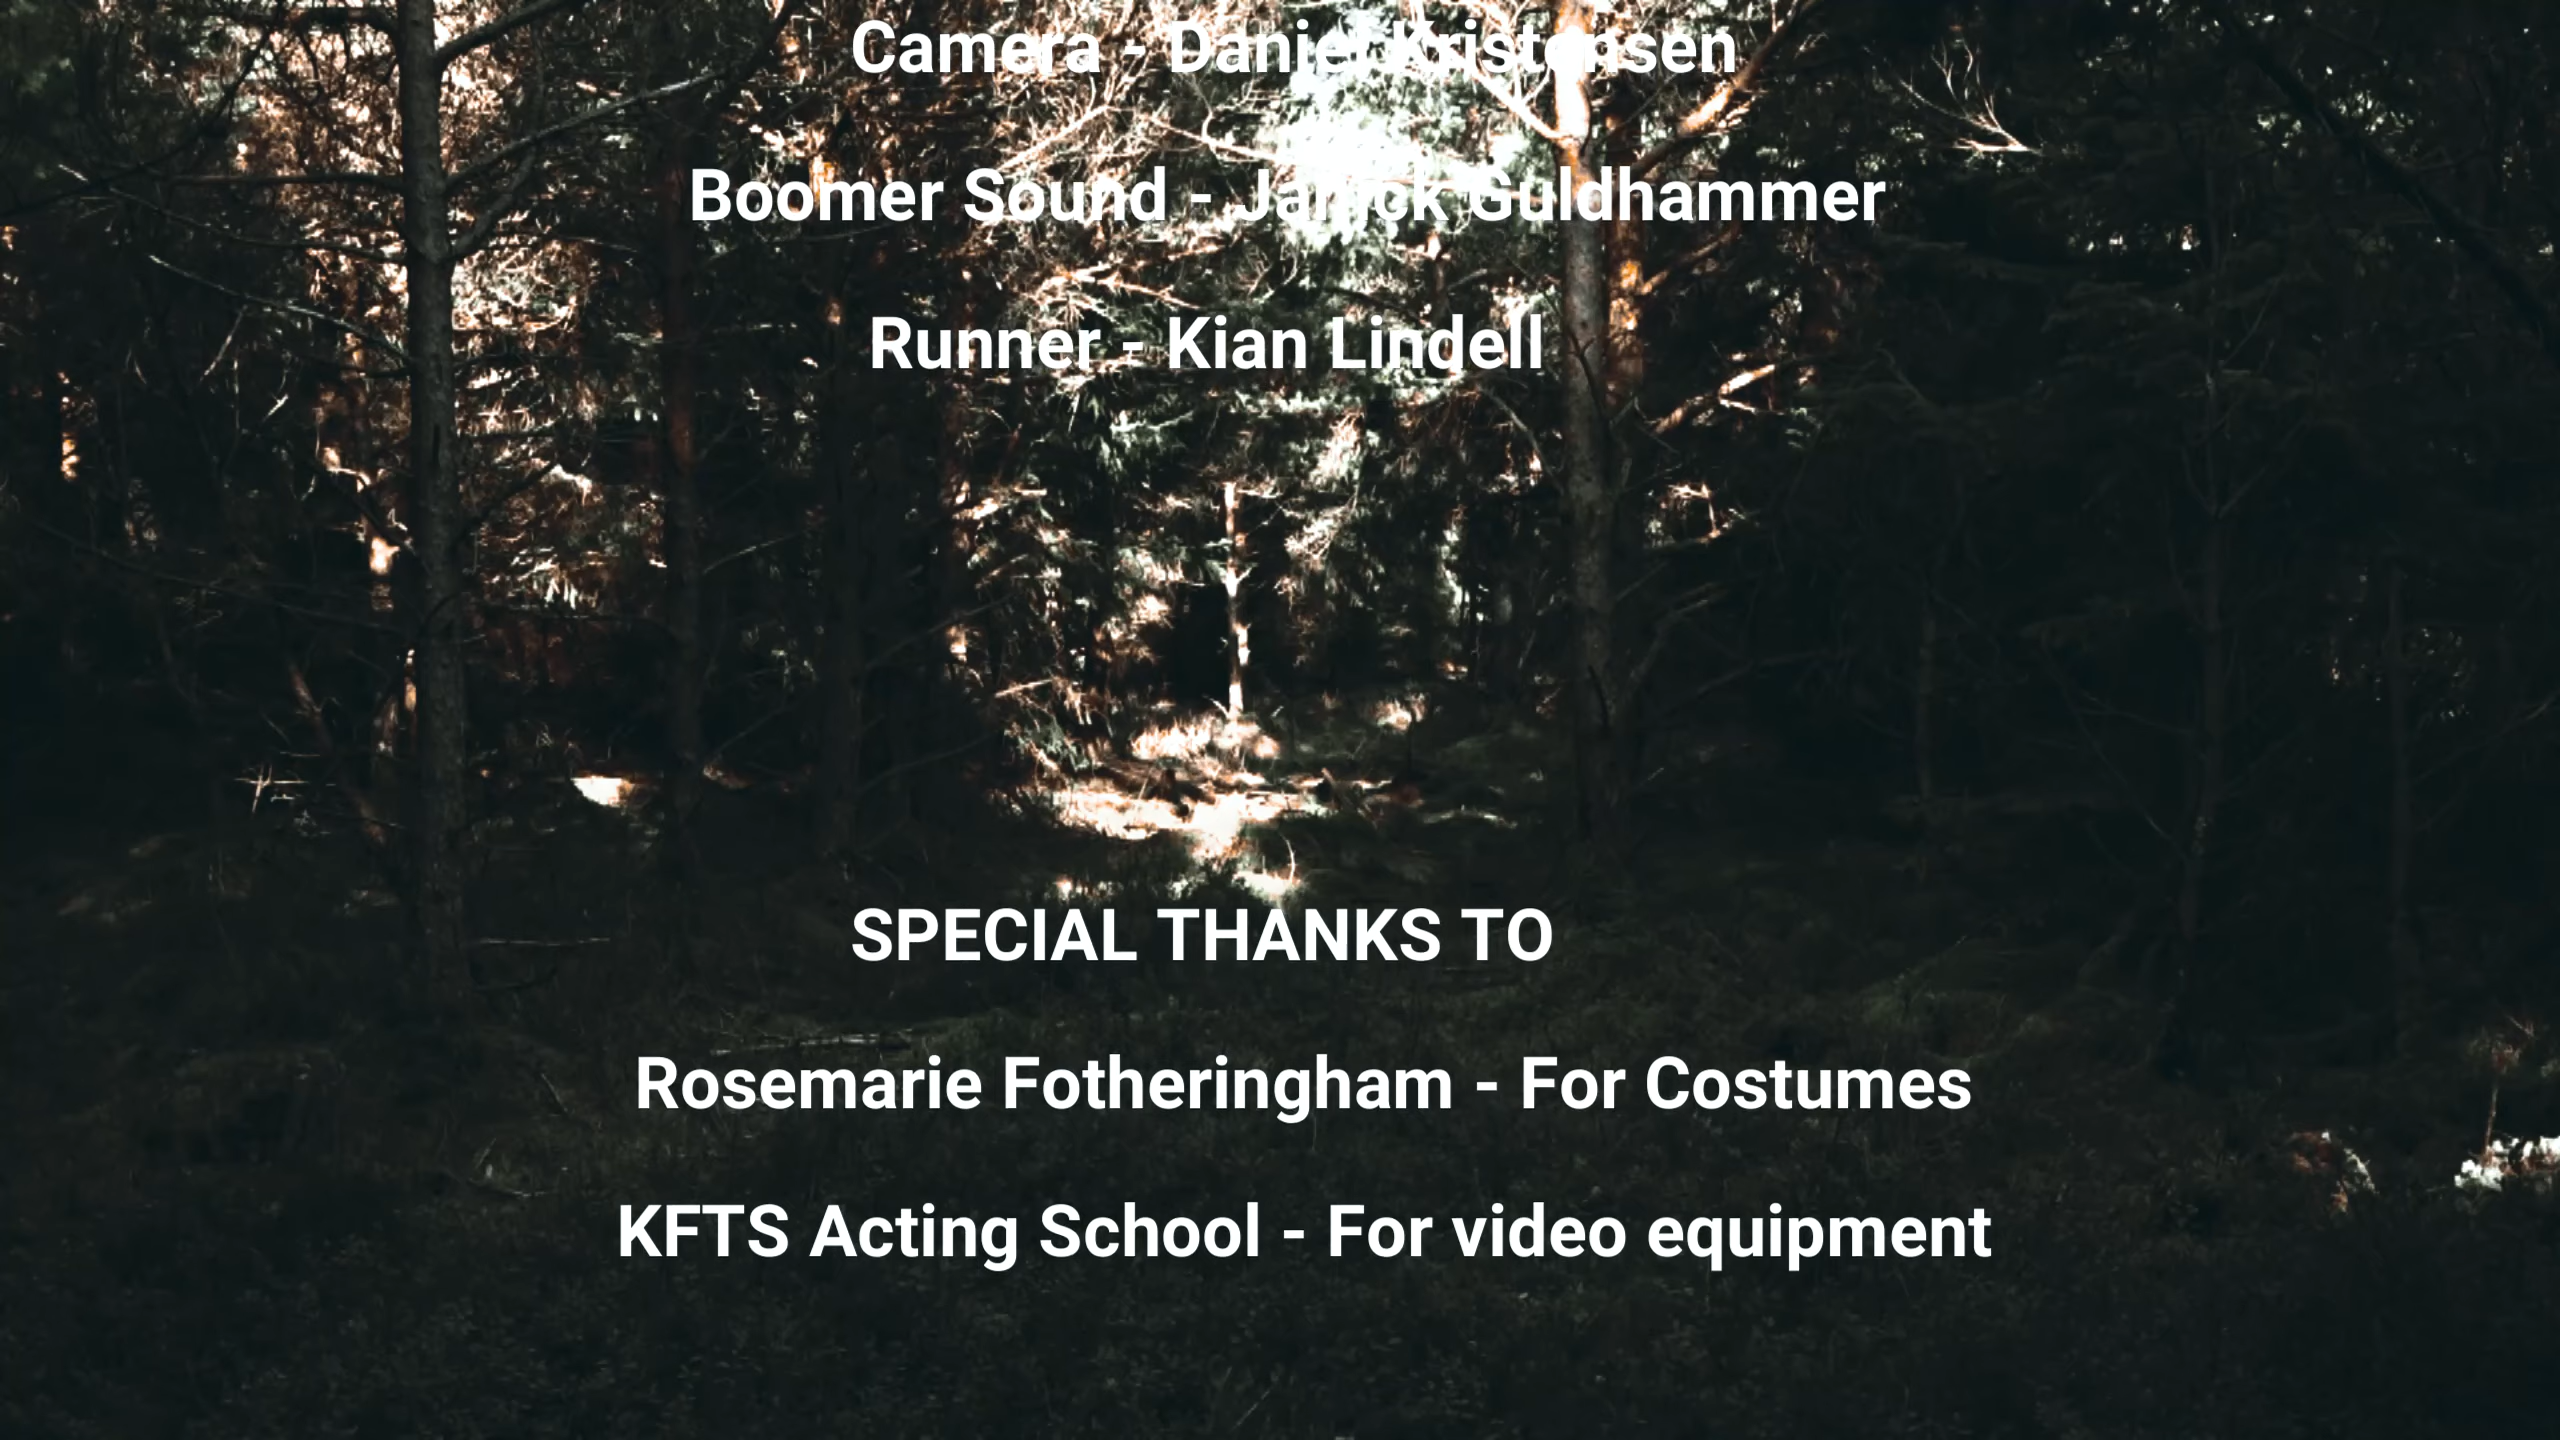 Camera - Daniel Kristensen
Boomer Sound - Guldhammer
Runner - Kian Lindell
SPECIAL THANKS TO
Rosemarie Fotheringham - For Costumes
KFTS Acting School - For video equipment